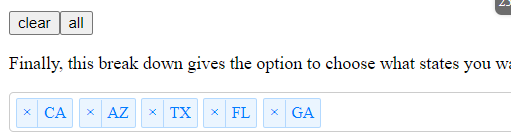 clear all
Finally, this break down gives the option to choose what states you
× CA × AZ × TX × FL × GA